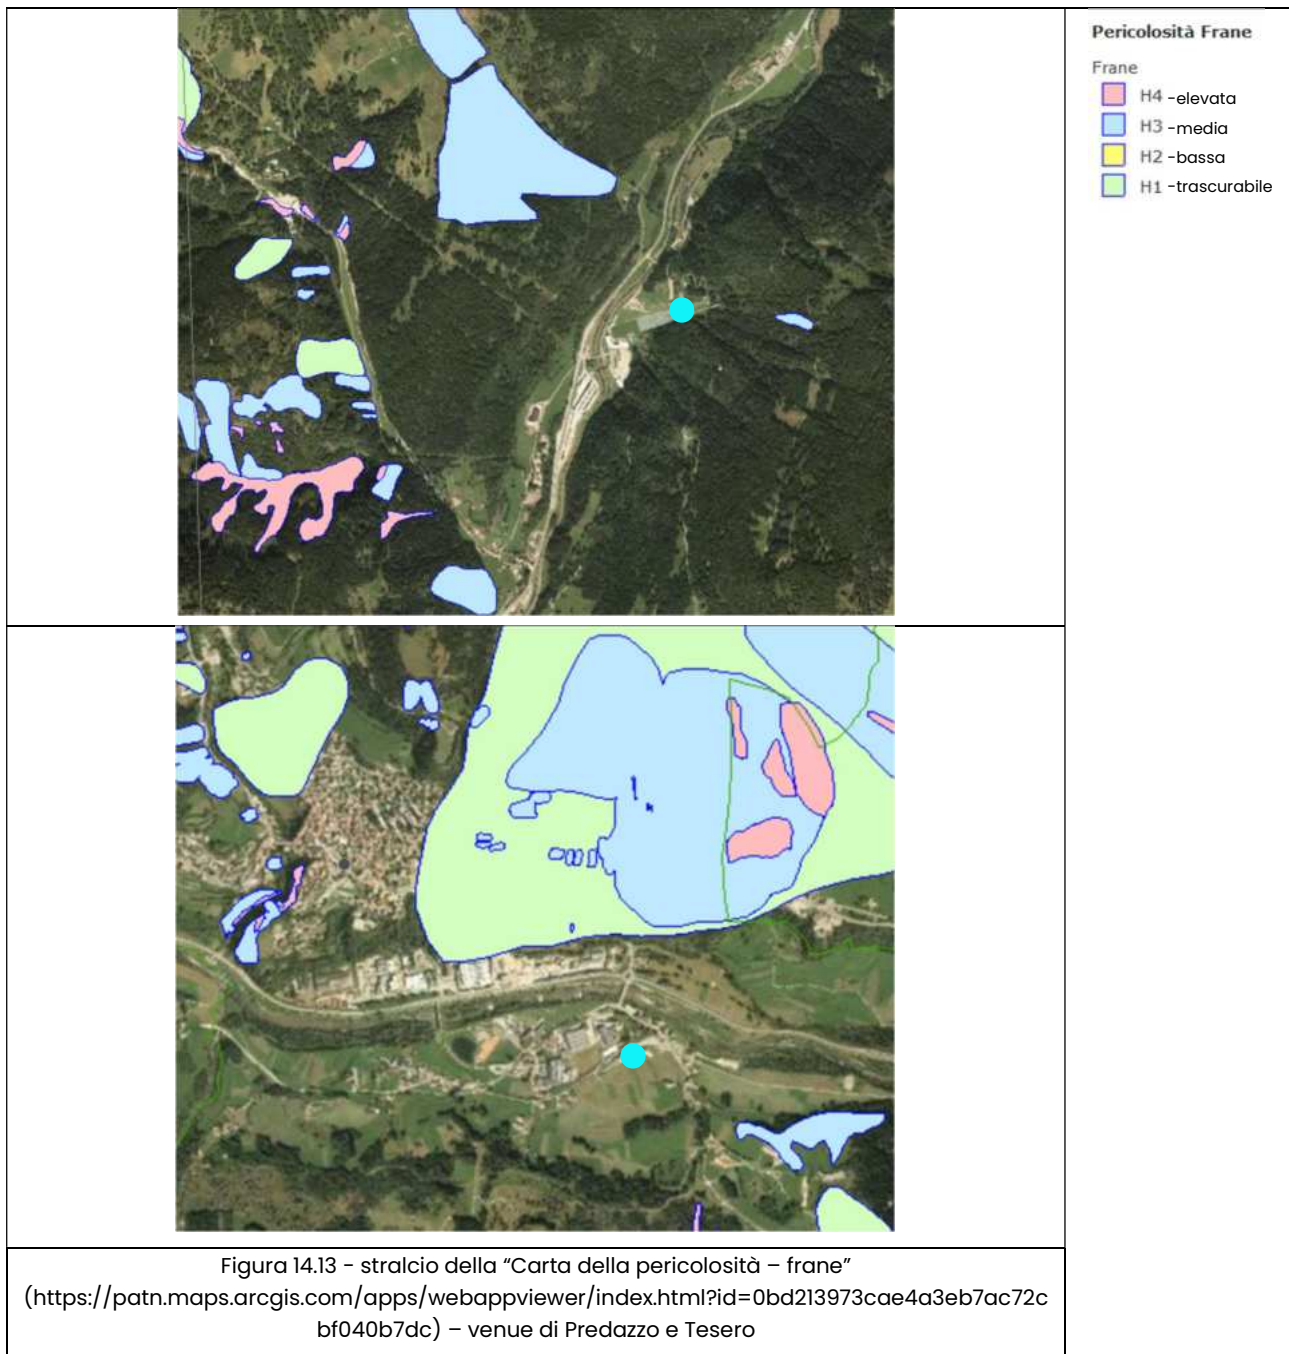 Pericolosità Frane
Frane
H4 -elevata
H3 -media
H2 -bassa
H1 -trascurabile
Figura 14.13 - stralcio della “Carta della pericolosità – frane”
(https://patn.maps.arcgis.com/apps/webappviewer/index.html?id=0bd213973cae4a3eb7ac72c
bf040b7dc) – venue di Predazzo e Tesero